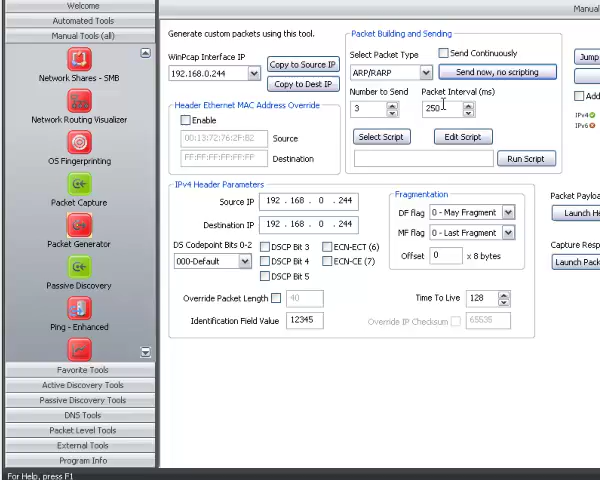 Welcome
Automated Tools
Manual Tools (all)
Network Shares - SMB
Network Routing Visualizer
OS Fingerprinting
Packet Capture
Packet Generator
Passive Discovery
Ping - Enhanced
Favorite Tools
Active Discovery Tools
Passive Discovery Tools
DNS Tools
Packet Level Tools
External Tools
Program Info
For Help, press F1
Manual
Generate custom packets using this tool.
WinPcap Interface IP
192.168.0.244
Copy to Source IP
Copy to Dest IP
Header Ethernet MAC Address Override
Enable
00:13:72:76:2F:B2 Source
FF:FF:FF:FF:FF:FF Destination
Packet Building and Sending
Select Packet Type
Send Continuously
ARP/RARP
Send now, no scripting
Number to Send
Packet Interval (ms)
3
250
Select Script
Edit Script
Run Script
Jump
Add
IPv4
IPv6
IPv4 Header Parameters
Source IP 192 . 168 . 0 . 244
Destination IP 192 . 168 . 0 . 244
DS Codepoint Bits 0-2
000-Default
DSCP Bit 3
DSCP Bit 4
DSCP Bit 5
ECN-ECT (6)
ECN-CE (7)
Fragmentation
DF flag 0 - May Fragment
MF flag 0 - Last Fragment
Offset 0 x 8 bytes
Override Packet Length 40
Time To Live 128
Identification Field Value 12345
Override IP Checksum 65535
Packet Paylo
Launch He
Capture Resp
Launch Pack